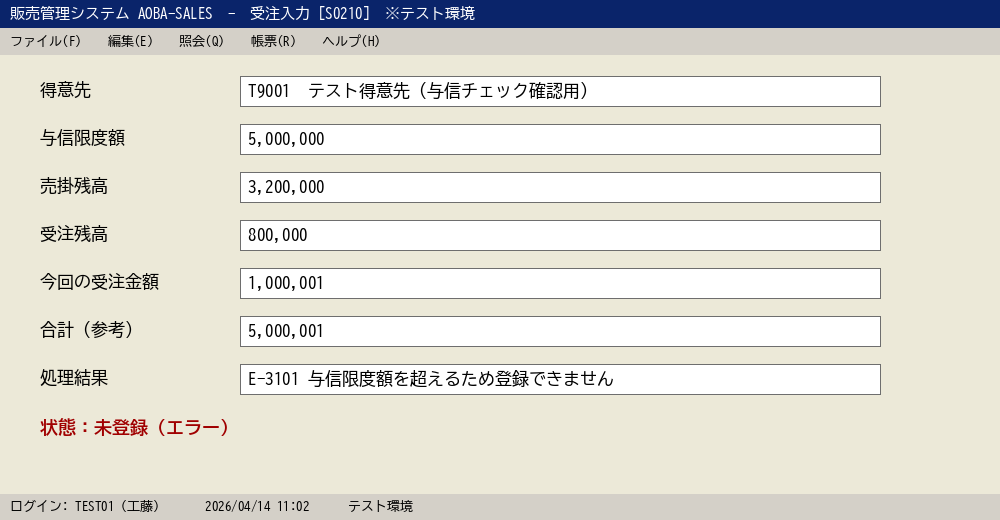 販売管理システム AOBA-SALES － 受注入力 [S0210] ※テスト環境
ファイル(F) 編集(E) 照会(Q) 帳票(R) ヘルプ(H)
得意先 T9001 テスト得意先（与信チェック確認用）
与信限度額 5,000,000
売掛残高 3,200,000
受注残高 800,000
今回の受注金額 1,000,001
合計（参考） 5,000,001
処理結果 E-3101 与信限度額を超えるため登録できません
状態：未登録（エラー）
ログイン: TEST01（工藤） 2026/04/14 11:02 テスト環境